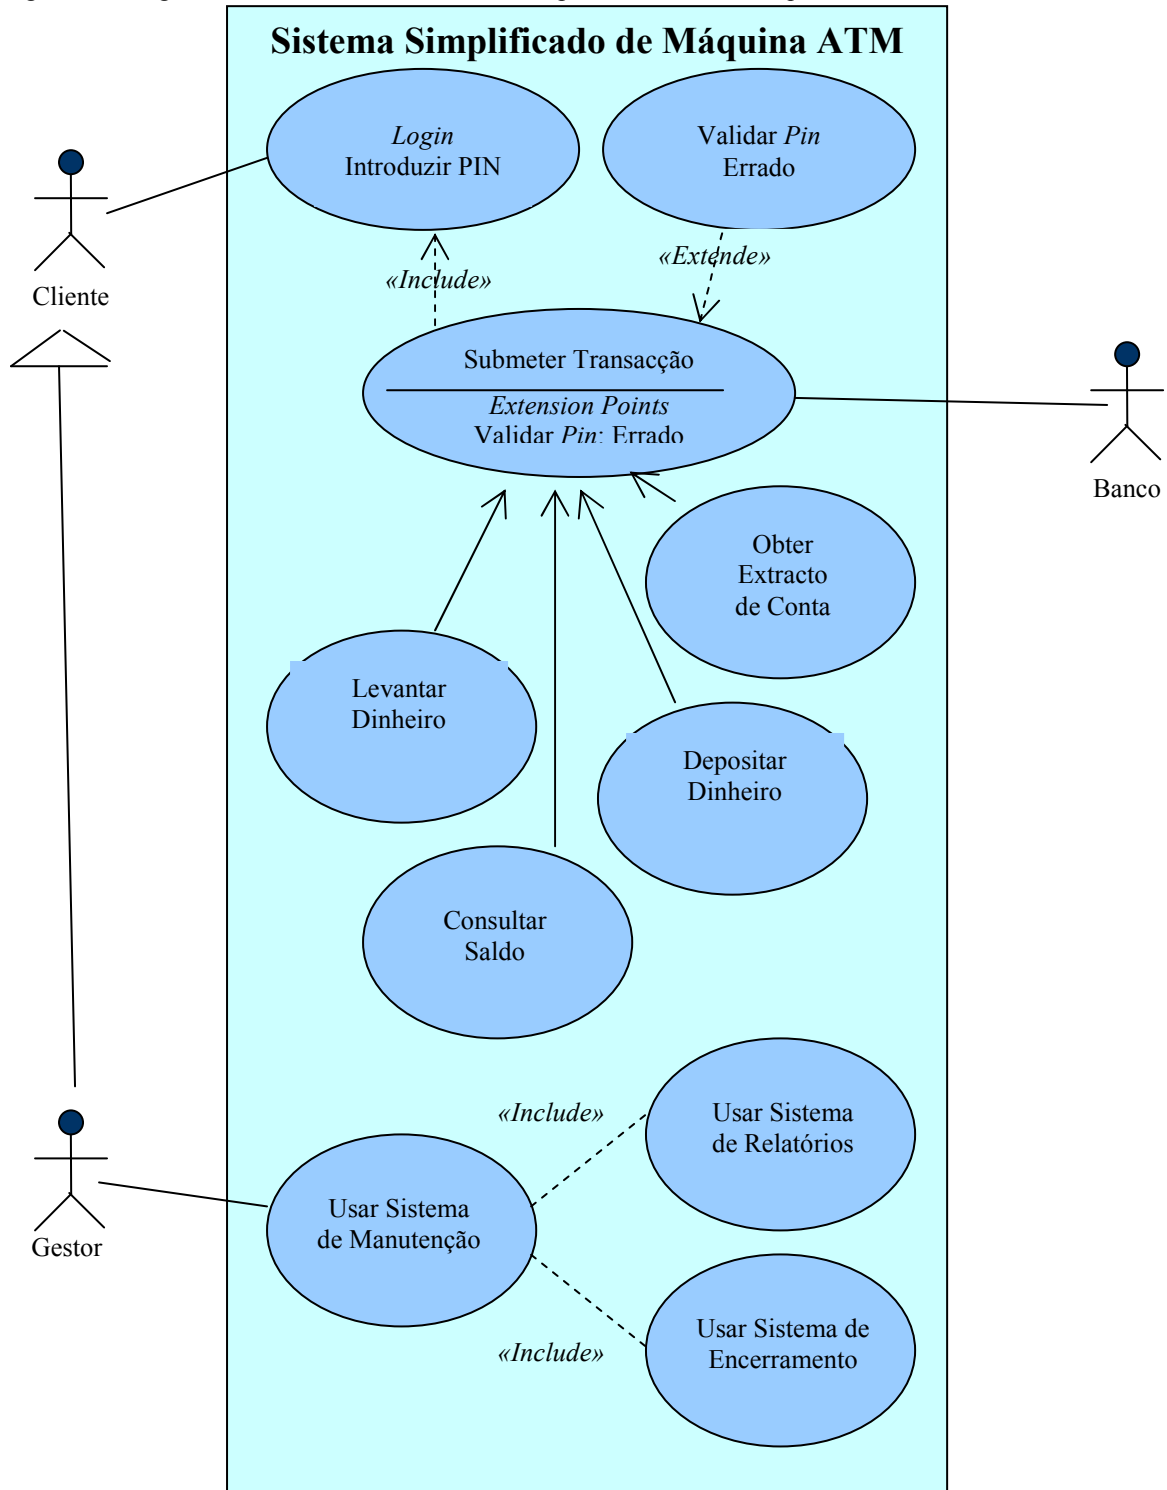 Sistema Simplificado de Máquina ATM
Login
Introduzir PIN
Validar Pin
Errado
«Extende»
«Include»
Cliente
Submeter Transacção
Extension Points
Validar Pin: Errado
Banco
Obter
Extracto
de Conta
Levantar
Dinheiro
Depositar
Dinheiro
Consultar
Saldo
«Include»
Usar Sistema
de Relatórios
Usar Sistema
de Manutenção
Gestor
Usar Sistema de
Encerramento
«Include»